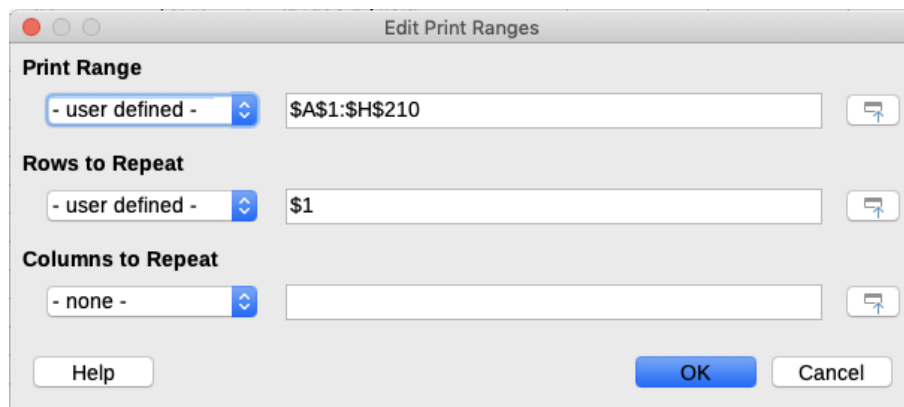 Edit Print Ranges
Print Range
- user defined - $A$1:$H$210
Rows to Repeat
- user defined - $1
Columns to Repeat
- none -
Help OK Cancel